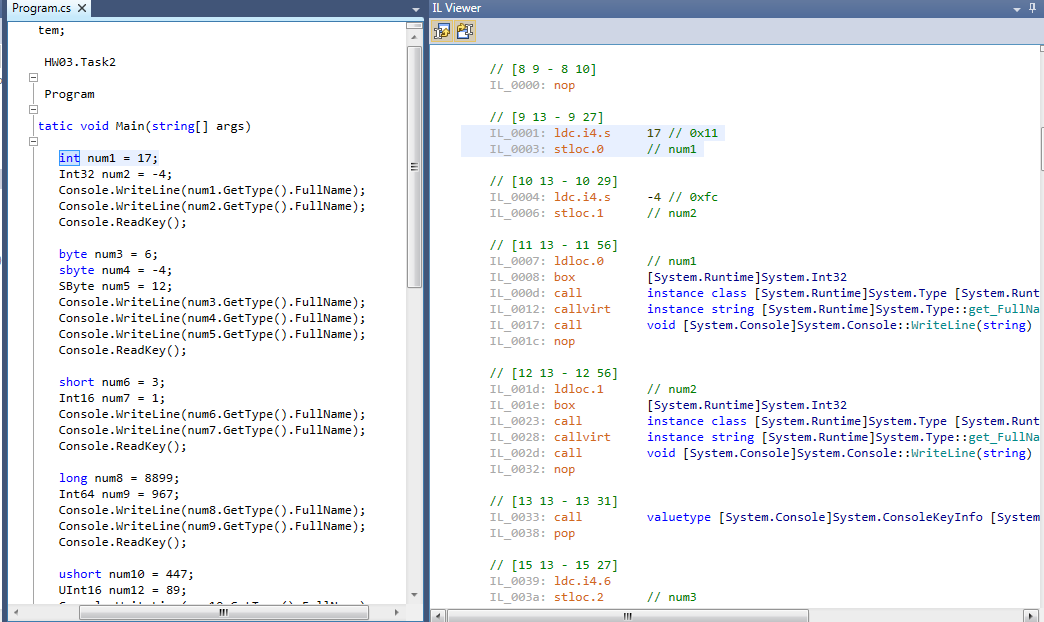 Program.cs
tem;
HW03.Task2
Program
tatic void Main(string[] args)
int num1 = 17;
Int32 num2 = -4;
Console.WriteLine(num1.GetType().FullName);
Console.WriteLine(num2.GetType().FullName);
Console.ReadKey();
byte num3 = 6;
sbyte num4 = -4;
SByte num5 = 12;
Console.WriteLine(num3.GetType().FullName);
Console.WriteLine(num4.GetType().FullName);
Console.WriteLine(num5.GetType().FullName);
Console.ReadKey();
short num6 = 3;
Int16 num7 = 1;
Console.WriteLine(num6.GetType().FullName);
Console.WriteLine(num7.GetType().FullName);
Console.ReadKey();
long num8 = 8899;
Int64 num9 = 967;
Console.WriteLine(num8.GetType().FullName);
Console.WriteLine(num9.GetType().FullName);
Console.ReadKey();
ushort num10 = 447;
UInt16 num12 = 89;
IL Viewer
// [8 9 - 8 10]
IL_0000: nop
// [9 13 - 9 27]
IL_0001: ldc.i4.s 17 // 0x11
IL_0003: stloc.0 // num1
// [10 13 - 10 29]
IL_0004: ldc.i4.s -4 // 0xfc
IL_0006: stloc.1 // num2
// [11 13 - 11 56]
IL_0007: ldloc.0 // num1
IL_0008: box [System.Runtime]System.Int32
IL_000d: call instance class [System.Runtime]System.Type [System.Runt
IL_0012: callvirt instance string [System.Runtime]System.Type::get_FullNa
IL_0017: call void [System.Console]System.Console::WriteLine(string)
IL_001c: nop
// [12 13 - 12 56]
IL_001d: ldloc.1 // num2
IL_001e: box [System.Runtime]System.Int32
IL_0023: call instance class [System.Runtime]System.Type [System.Runt
IL_0028: callvirt instance string [System.Runtime]System.Type::get_FullNa
IL_002d: call void [System.Console]System.Console::WriteLine(string)
IL_0032: nop
// [13 13 - 13 31]
IL_0033: call valuetype [System.Console]System.ConsoleKeyInfo [System
IL_0038: pop
// [15 13 - 15 27]
IL_0039: ldc.i4.6
IL_003a: stloc.2 // num3